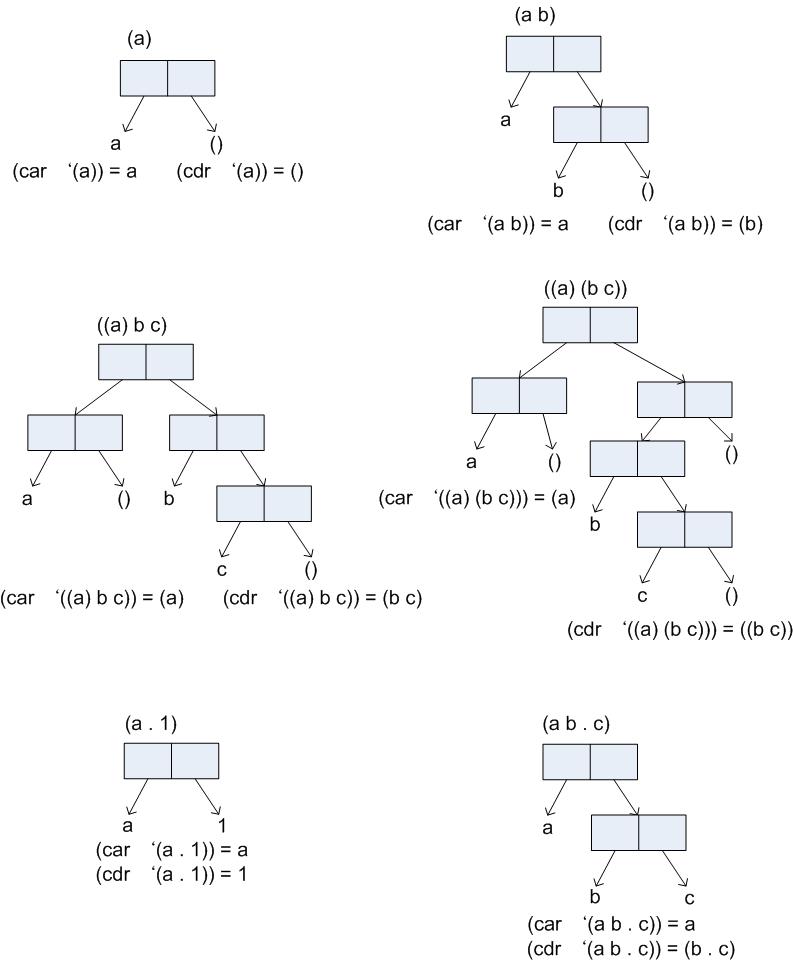 (a)
a
()
(car ‘(a)) = a
(cdr ‘(a)) = ()
(a b)
a
b
()
(car ‘(a b)) = a
(cdr ‘(a b)) = (b)
((a) b c)
a
()
b
c
()
(car ‘((a) b c)) = (a)
(cdr ‘((a) b c)) = (b c)
((a) (b c))
a
()
()
(car ‘((a) (b c))) = (a)
b
c
()
(cdr ‘((a) (b c))) = ((b c))
(a . 1)
a
1
(car ‘(a . 1)) = a
(cdr ‘(a . 1)) = 1
(a b . c)
a
b
c
(car ‘(a b . c)) = a
(cdr ‘(a b . c)) = (b . c)